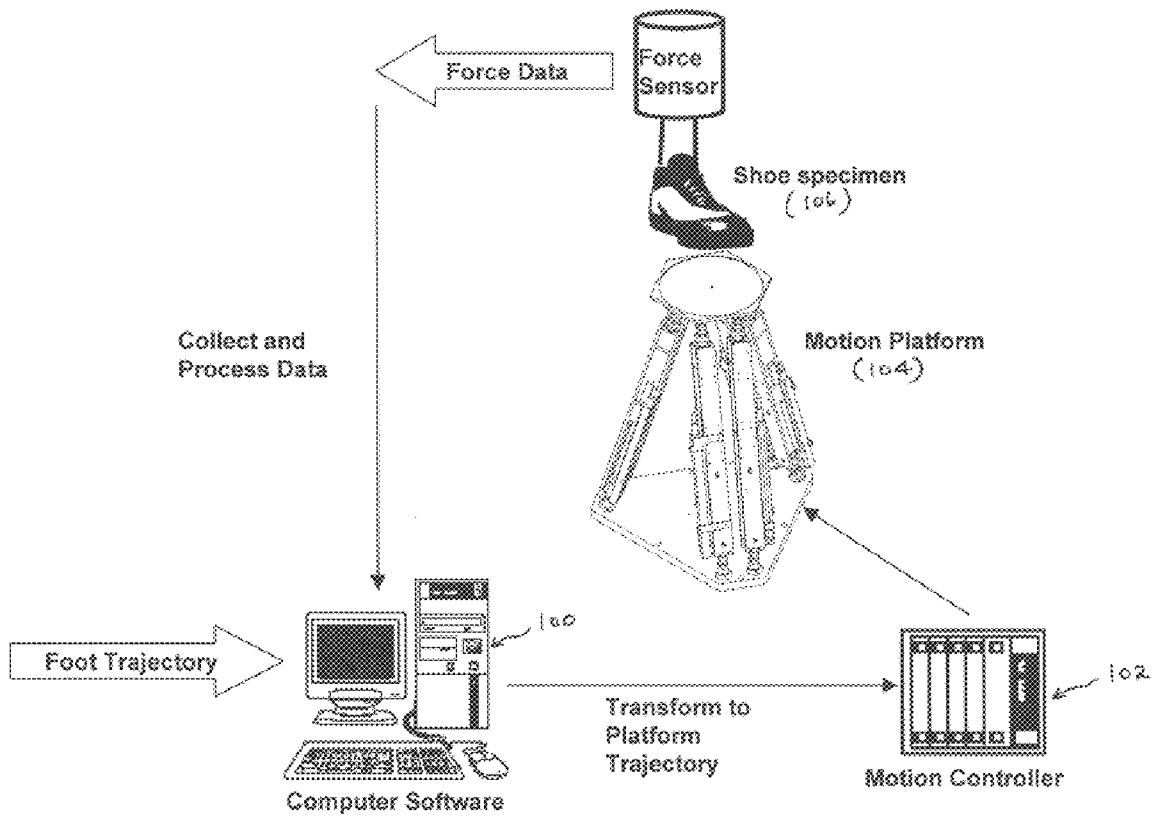 Force Data
Force
Sensor
Shoe specimen
(106)
Collect and
Process Data
Motion Platform
(104)
100
Foot Trajectory
102
Transform to
Platform
Trajectory
Motion Controller
Computer Software